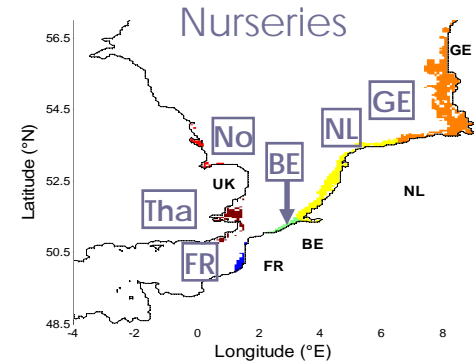 Nurseries
56.5
GE
GE
54.5
No
NL
BE
52.5
UK
NL
Tha
50.5
BE
FR
FR
48.5
-4 -2 0 2 4 6 8
Longitude (°E)
Latitude (°N)